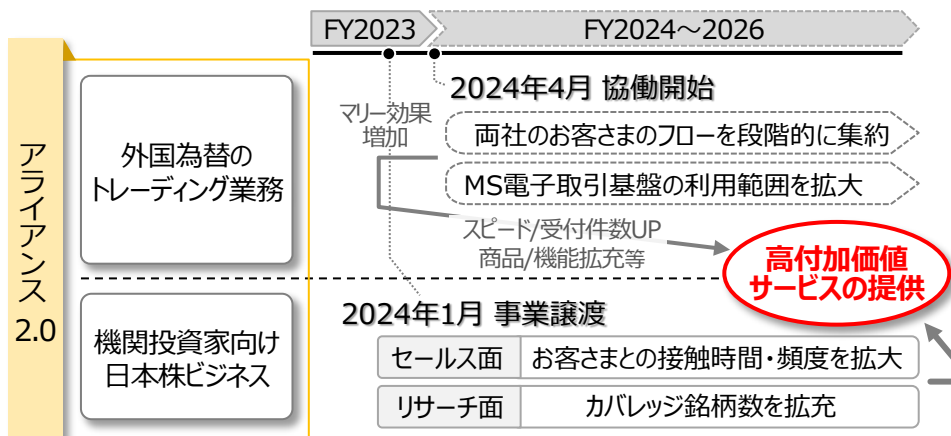 FY2023
FY2024～2026
アライアンス
2.0
外国為替の
トレーディング業務
2024年4月 協働開始
マリー効果
増加
両社のお客さまのフローを段階的に集約
MS電子取引基盤の利用範囲を拡大
スピード/受付件数UP
商品/機能拡充等
高付加価値
サービスの提供
機関投資家向け
日本株ビジネス
2024年1月 事業譲渡
セールス面 お客さまとの接触時間・頻度を拡大
リサーチ面 カバレッジ銘柄数を拡充